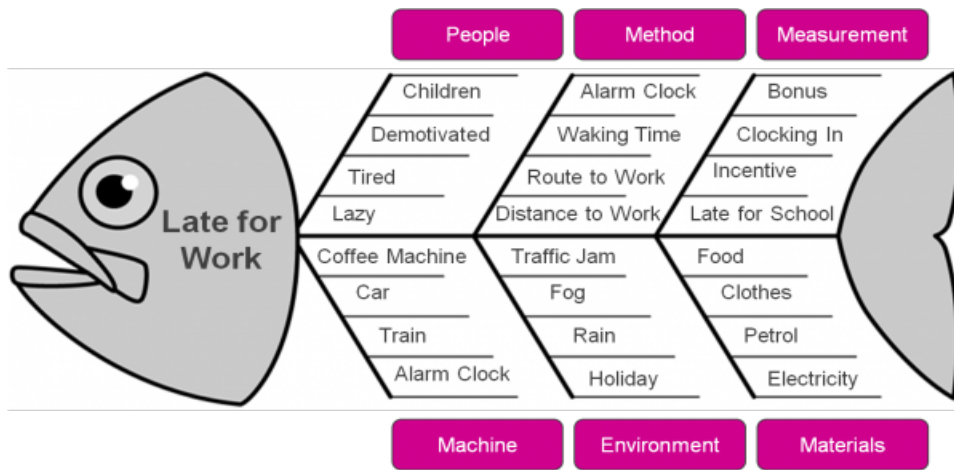 People
Method
Measurement
Children
Alarm Clock
Bonus
Demotivated
Waking Time
Clocking In
Tired
Route to Work
Incentive
Lazy
Distance to Work
Late for School
Late for
Work
Coffee Machine
Traffic Jam
Food
Car
Fog
Clothes
Train
Rain
Petrol
Alarm Clock
Holiday
Electricity
Machine
Environment
Materials